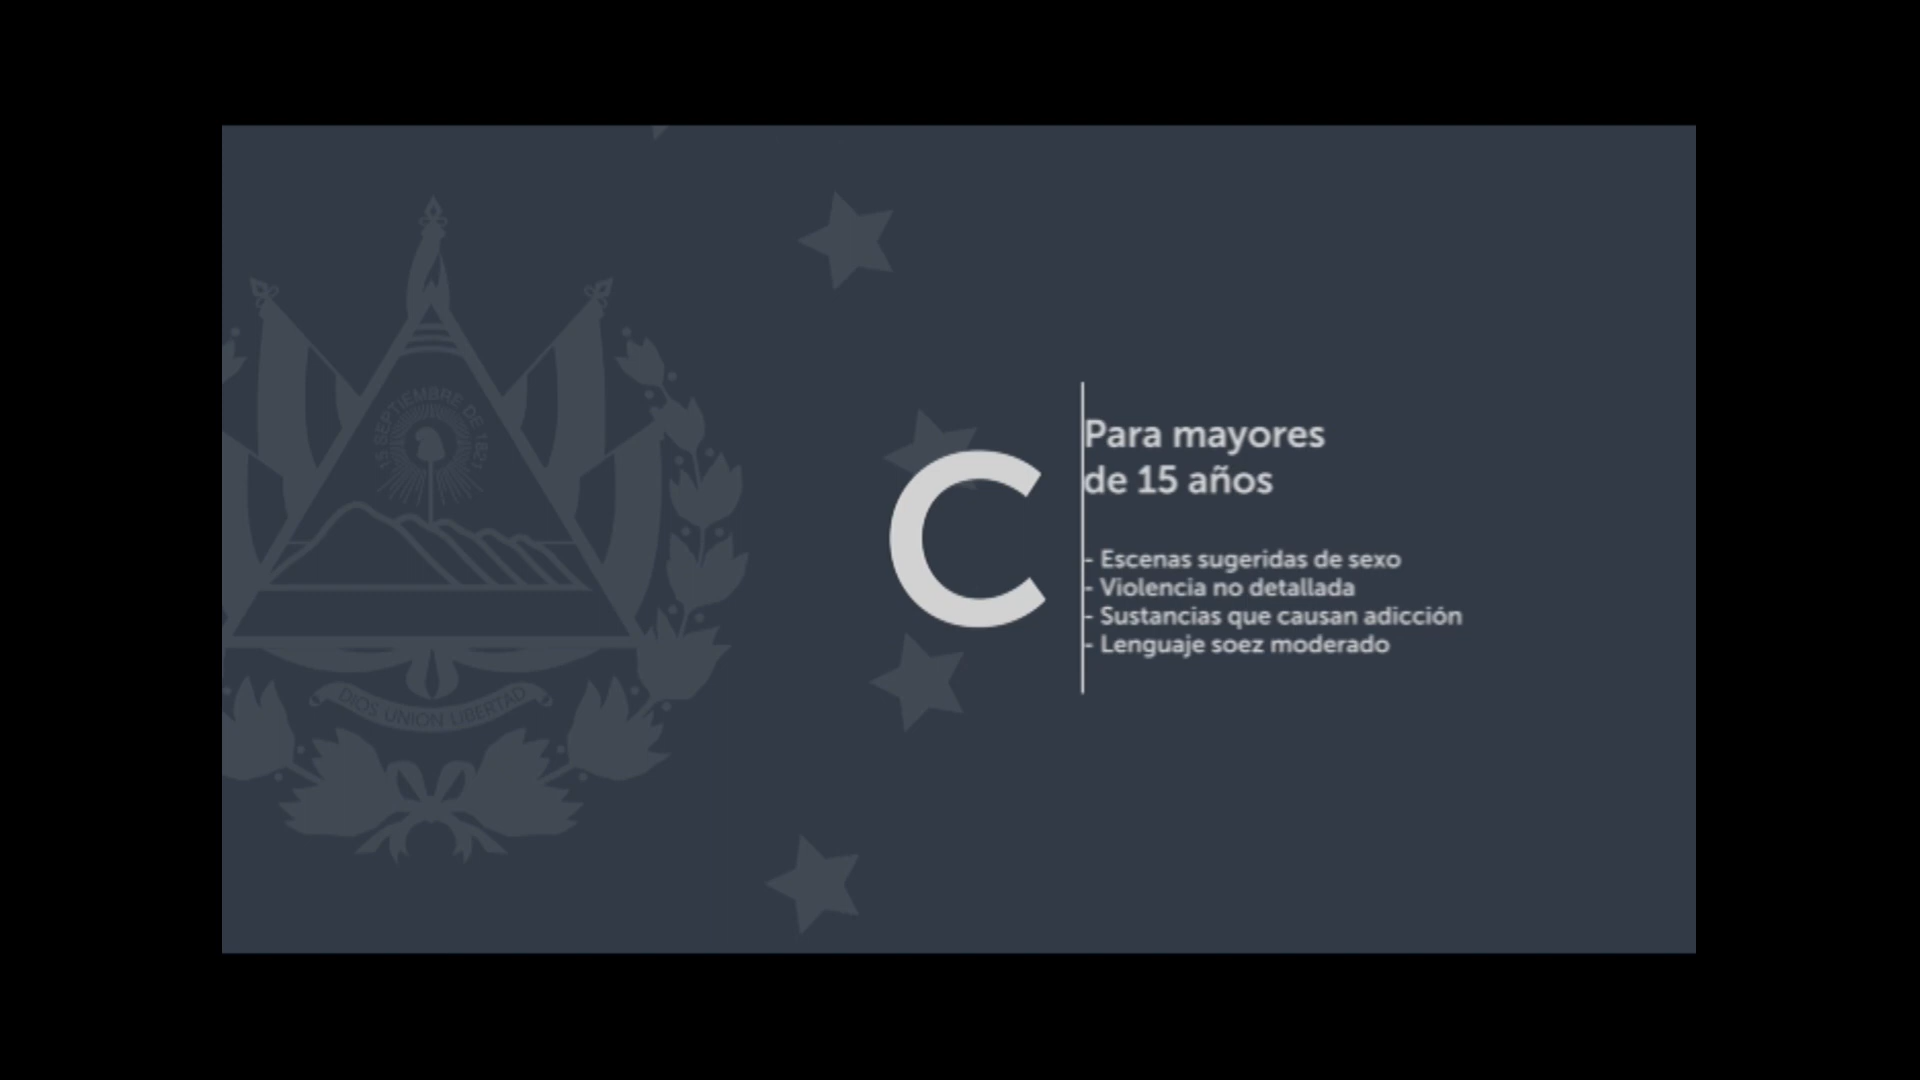 15 SEPTIEMBRE DE 1821
DIOS UNION LIBERTAD
C
Para mayores
de 15 años
- Escenas sugeridas de sexo
- Violencia no detallada
- Sustancias que causan adicción
- Lenguaje soez moderado